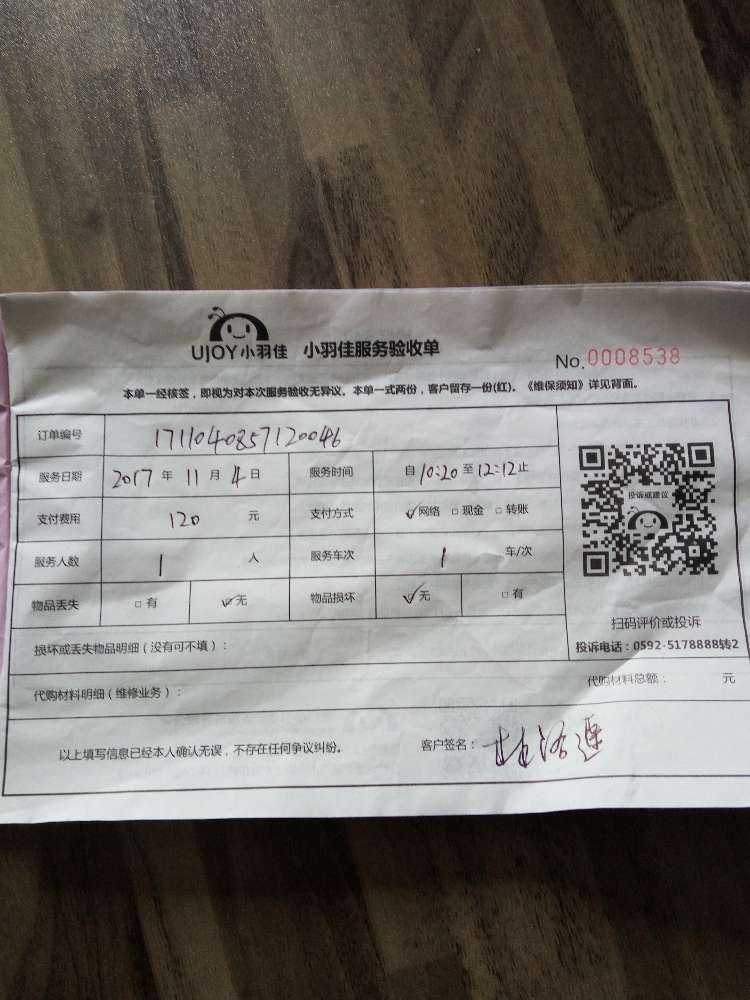 UJOY小羽佳 小羽佳服务验收单
No.0008538
本单一经核签，即视为对本次服务验收无异议。本单一式两份，客户留存一份(红)。《维保须知》详见背面。
订单编号 1711040857120046
服务日期 2017 年 11 月 4 日 服务时间 自 10:20 至 12:12 止
支付费用 120 元 支付方式 ☑网络 □现金 □转账
服务人数 1 人 服务车次 1 车/次
物品丢失 □有 ☑无 物品损坏 ☑无 □有
投诉或建议
扫码评价或投诉
投诉电话：0592-5178888转2
损坏或丢失物品明细（没有可不填）：
代购材料明细（维修业务）： 代购材料总额： 元
以上填写信息已经本人确认无误，不存在任何争议纠纷。 客户签名：